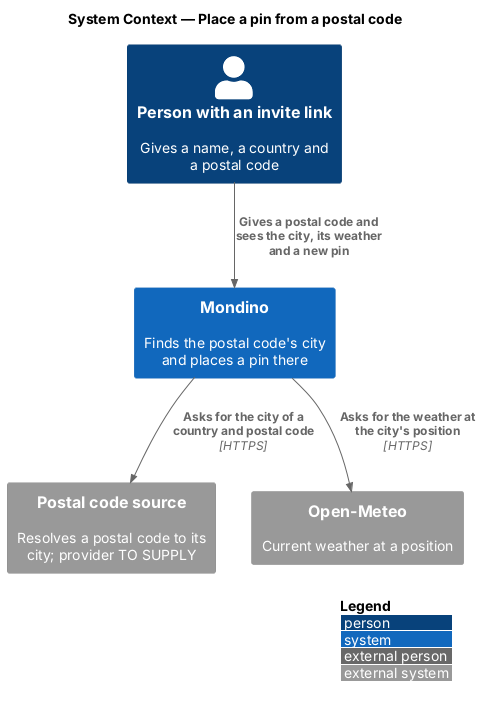 System Context — Place a pin from a postal code
Person with an invite link
Gives a name, a country and
a postal code
Gives a postal code and
sees the city, its weather
and a new pin
Mondino
Finds the postal code's city
and places a pin there
Asks for the city of a
country and postal code
[HTTPS]
Asks for the weather at
the city's position
[HTTPS]
Postal code source
Resolves a postal code to its
city; provider TO SUPPLY
Open-Meteo
Current weather at a position
Legend
person
system
external person
external system